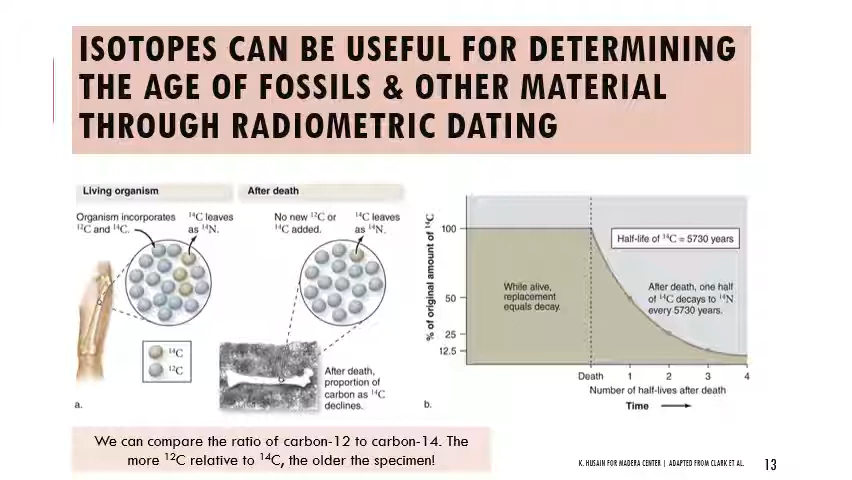 ISOTOPES CAN BE USEFUL FOR DETERMINING
THE AGE OF FOSSILS & OTHER MATERIAL
THROUGH RADIOMETRIC DATING
Living organism
Organism incorporates
¹²C and ¹⁴C.
¹⁴C leaves
as ¹⁴N.
¹⁴C
¹²C
a.
After death
No new ¹²C or
¹⁴C added.
¹⁴C leaves
as ¹⁴N.
After death,
proportion of
carbon as ¹⁴C
declines.
% of original amount of ¹⁴C
100
50
25
12.5
While alive,
replacement
equals decay.
Half-life of ¹⁴C = 5730 years
After death, one half
of ¹⁴C decays to ¹⁴N
every 5730 years.
Death 1 2 3 4
Number of half-lives after death
Time
b.
We can compare the ratio of carbon-12 to carbon-14. The
more ¹²C relative to ¹⁴C, the older the specimen!
K. HUSAIN FOR MADERA CENTER | ADAPTED FROM CLARK ET AL.
13